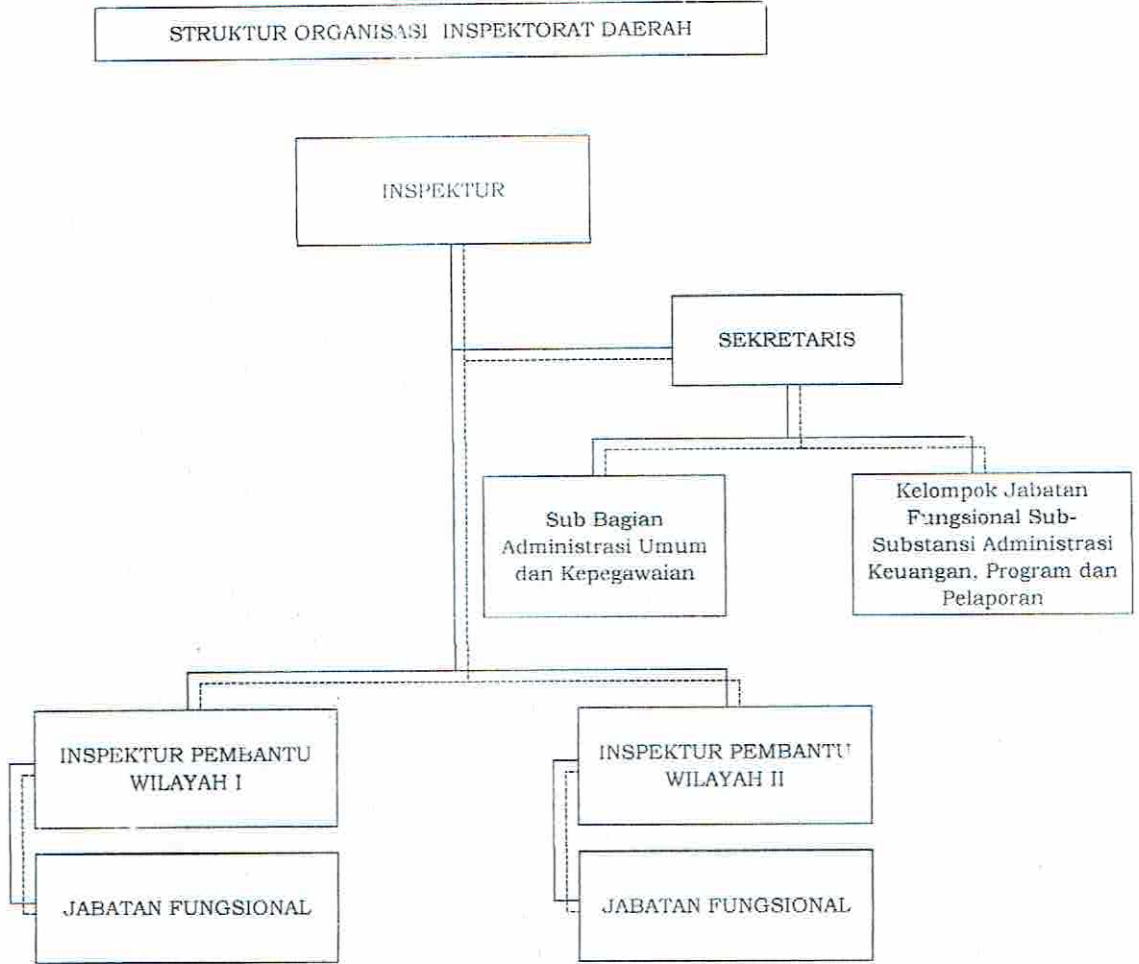 STRUKTUR ORGANISASI INSPEKTORAT DAERAH
INSPEKTUR
SEKRETARIS
Sub Bagian
Administrasi Umum
dan Kepegawaian
Kelompok Jabatan
Fungsional Sub-
Substansi Administrasi
Keuangan, Program dan
Pelaporan
INSPEKTUR PEMBANTU
WILAYAH I
INSPEKTUR PEMBANTU
WILAYAH II
JABATAN FUNGSIONAL
JABATAN FUNGSIONAL